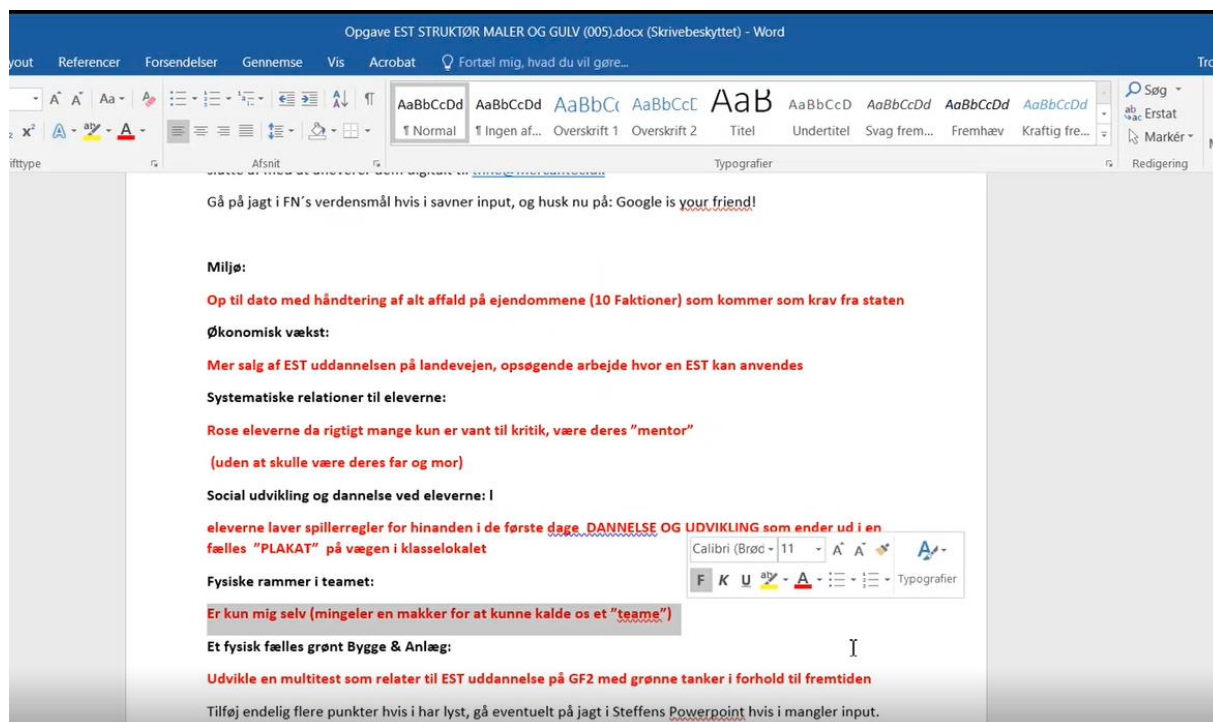 Opgave EST STRUKTØR MALER OG GULV (005).docx (Skrivebeskyttet) - Word
yout Referencer Forsendelser Gennemse Vis Acrobat Fortæl mig, hvad du vil gøre...
Aa
AaBbCcDd AaBbCcDd AaBbCc AaBbCcE AaB AaBbCcD AaBbCcDd AaBbCcDd AaBbCcDd
¶ Normal ¶ Ingen af... Overskrift 1 Overskrift 2 Titel Undertitel Svag frem... Fremhæv Kraftig fre...
Søg
Erstat
Markér
ifttype Afsnit Typografier Redigering
Gå på jagt i FN´s verdensmål hvis i savner input, og husk nu på: Google is your friend!
Miljø:
Op til dato med håndtering af alt affald på ejendommene (10 Faktioner) som kommer som krav fra staten
Økonomisk vækst:
Mer salg af EST uddannelsen på landevejen, opsøgende arbejde hvor en EST kan anvendes
Systematiske relationer til eleverne:
Rose eleverne da rigtigt mange kun er vant til kritik, være deres ”mentor”
(uden at skulle være deres far og mor)
Social udvikling og dannelse ved eleverne: l
eleverne laver spillerregler for hinanden i de første dage DANNELSE OG UDVIKLING som ender ud i en
fælles ”PLAKAT” på vægen i klasselokalet
Calibri (Brøc 11
F K U Typografier
Fysiske rammer i teamet:
Er kun mig selv (mingeler en makker for at kunne kalde os et ”teame”)
Et fysisk fælles grønt Bygge & Anlæg:
Udvikle en multitest som relater til EST uddannelse på GF2 med grønne tanker i forhold til fremtiden
Tilføj endelig flere punkter hvis i har lyst, gå eventuelt på jagt i Steffens Powerpoint hvis i mangler input.